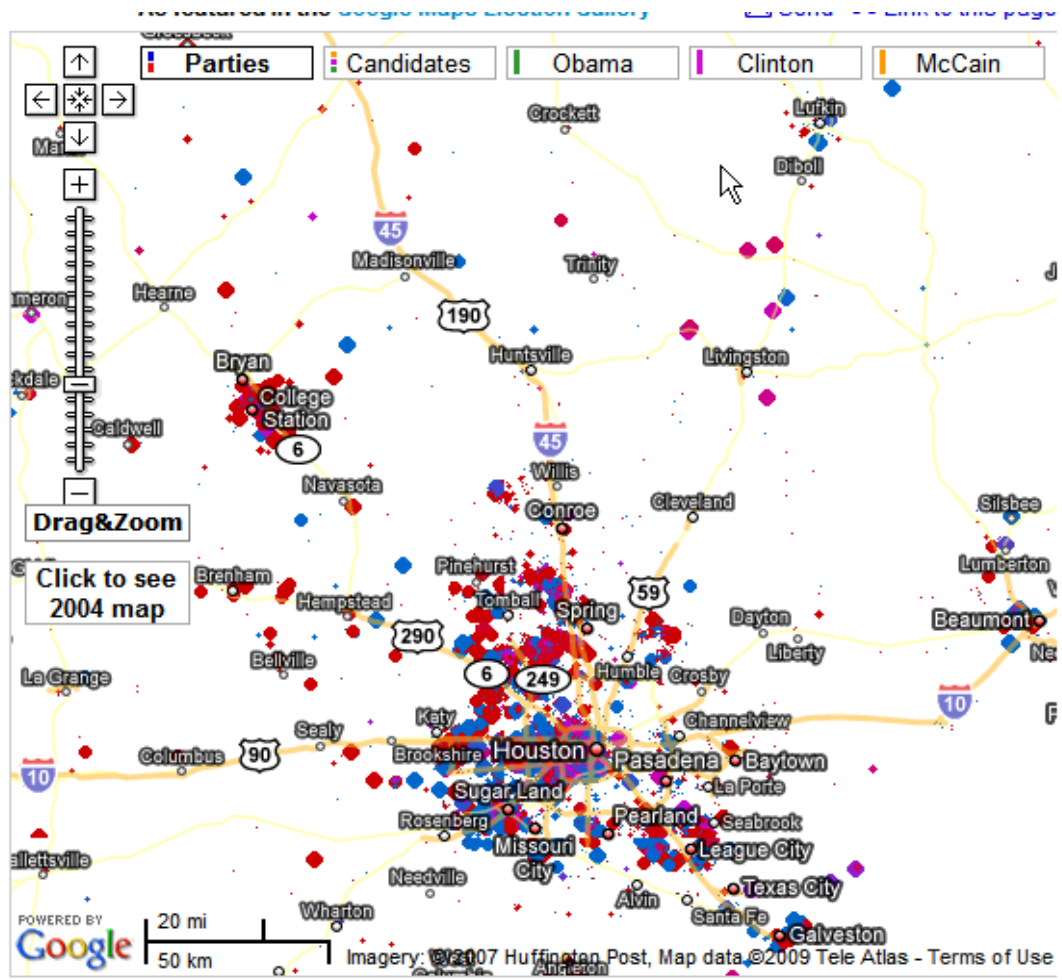 As featured in the Google Maps Election Gallery
Send
Link to this page
Parties
Candidates
Obama
Clinton
McCain
Crockett
Lufkin
Diboll
45
Madisonville
Trinity
Hearne
190
Bryan
Huntsville
Livingston
College
Station
Caldwell
6
45
Navasota
Willis
Conroe
Cleveland
Silsbee
Drag&Zoom
Lumberton
Click to see
2004 map
Brenham
Pinehurst
59
Hempstead
Tomball
Spring
Dayton
Beaumont
290
Liberty
Bellville
La Grange
6
249
Humble
Crosby
10
Katy
Channelview
Sealy
Columbus
90
Brookshire
Houston
Pasadena
Baytown
10
La Porte
Sugar Land
Rosenberg
Pearland
Seabrook
Missouri
City
League City
Needville
Texas City
Alvin
Santa Fe
Wharton
Galveston
POWERED BY
Google
20 mi
50 km
Angleton
Imagery: ©2007 Huffington Post, Map data ©2009 Tele Atlas - Terms of Use